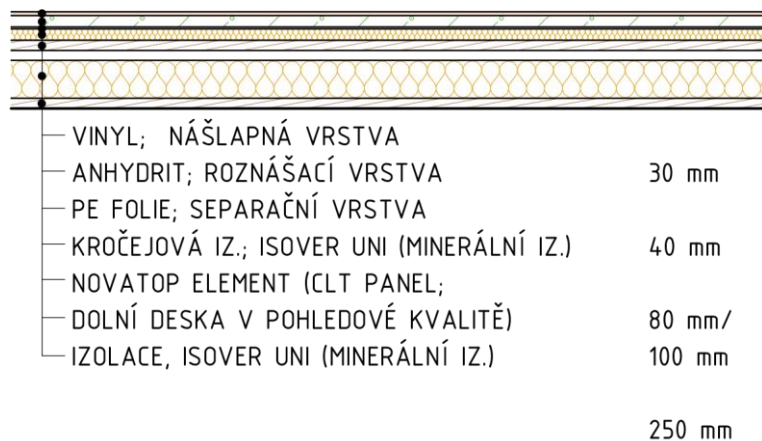 VINYL; NÁŠLAPNÁ VRSTVA
ANHYDRIT; ROZNÁŠACÍ VRSTVA 30 mm
PE FOLIE; SEPARAČNÍ VRSTVA
KROČEJOVÁ IZ.; ISOVER UNI (MINERÁLNÍ IZ.) 40 mm
NOVATOP ELEMENT (CLT PANEL;
DOLNÍ DESKA V POHLEDOVÉ KVALITĚ) 80 mm/
IZOLACE, ISOVER UNI (MINERÁLNÍ IZ.) 100 mm
250 mm